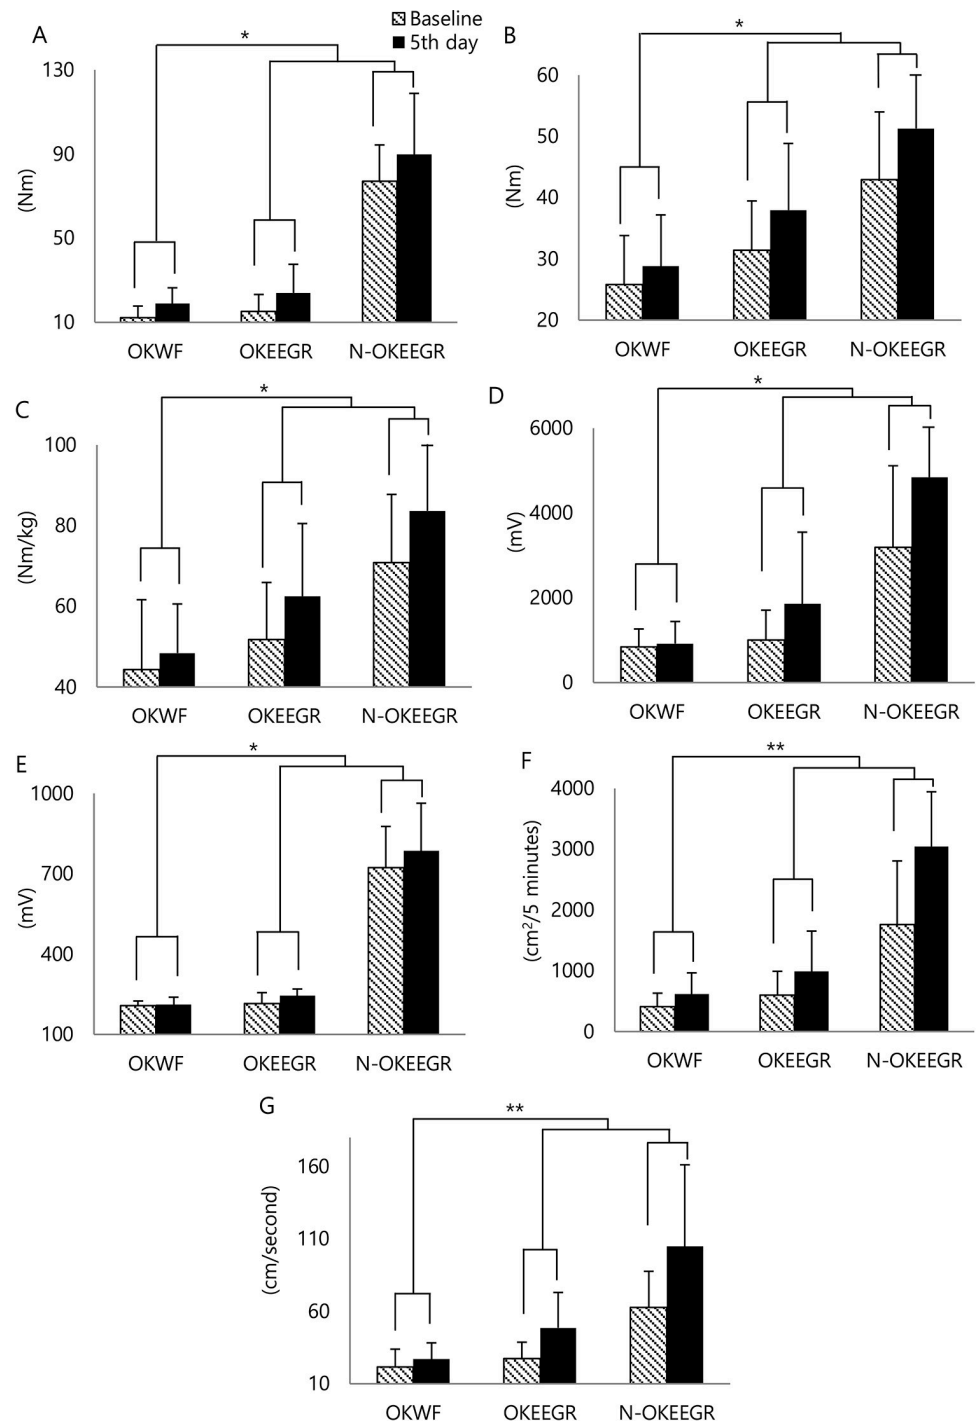 Baseline
5th day
A
*
130
90
50
10
(Nm)
OKWF OKEEGR N-OKEEGR
B
*
60
50
40
30
20
(Nm)
OKWF OKEEGR N-OKEEGR
C
*
100
80
60
40
(Nm/kg)
OKWF OKEEGR N-OKEEGR
D
*
6000
4000
2000
0
(mV)
OKWF OKEEGR N-OKEEGR
E
*
1000
700
400
100
(mV)
OKWF OKEEGR N-OKEEGR
F
**
4000
3000
2000
1000
0
(cm²/5 minutes)
OKWF OKEEGR N-OKEEGR
G
**
160
110
60
10
(cm/second)
OKWF OKEEGR N-OKEEGR